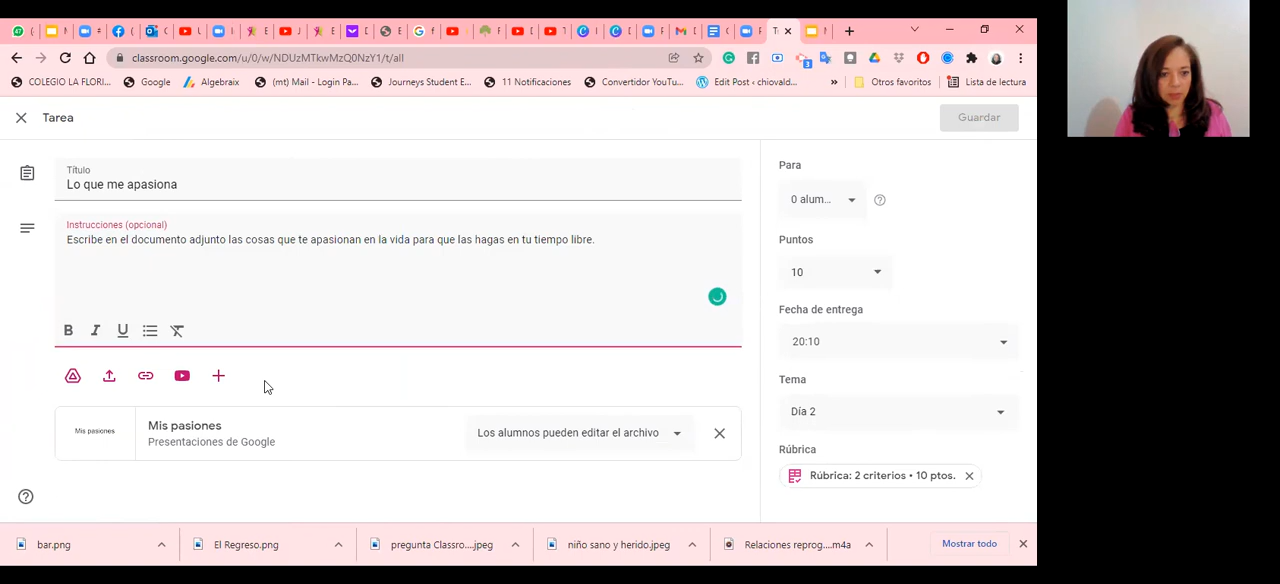 classroom.google.com/u/0/w/NDUzMTkwMzQ0NzY1/t/all
COLEGIO LA FLORI...
Google
Algebraix
(mt) Mail - Login Pa...
Journeys Student E...
11 Notificaciones
Convertidor YouTu...
Edit Post ‹ chiovald...
»
Otros favoritos
Lista de lectura
Tarea
Guardar
Título
Lo que me apasiona
Instrucciones (opcional)
Escribe en el documento adjunto las cosas que te apasionan en la vida para que las hagas en tu tiempo libre.
B I U
Mis pasiones
Mis pasiones
Presentaciones de Google
Los alumnos pueden editar el archivo
Para
0 alum...
Puntos
10
Fecha de entrega
20:10
Tema
Día 2
Rúbrica
Rúbrica: 2 criterios • 10 ptos.
bar.png
El Regreso.png
pregunta Classro....jpeg
niño sano y herido.jpeg
Relaciones reprog....m4a
Mostrar todo